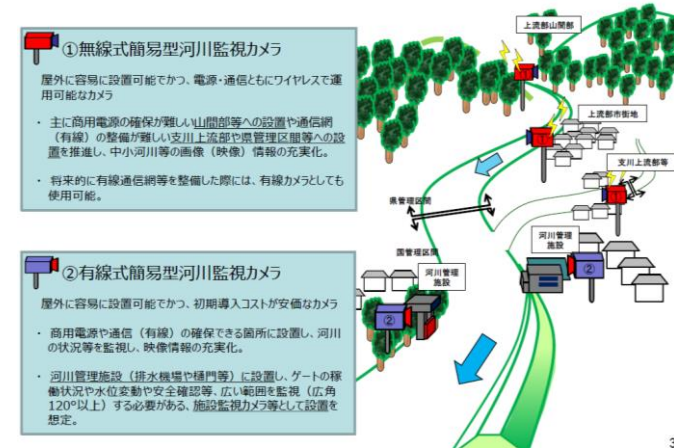 ①無線式簡易型河川監視カメラ
屋外に容易に設置可能でかつ、電源・通信ともにワイヤレスで運
用可能なカメラ
・ 主に商用電源の確保が難しい山間部等への設置や通信網
（有線）の整備が難しい支川上流部や県管理区間等への設
置を推進し、中小河川等の画像（映像）情報の充実化。
・ 将来的に有線通信網等を整備した際には、有線カメラとしても
使用可能。
②有線式簡易型河川監視カメラ
屋外に容易に設置可能でかつ、初期導入コストが安価なカメラ
・ 商用電源や通信（有線）の確保できる箇所に設置し、河川
の状況等を監視し、映像情報の充実化。
・ 河川管理施設（排水機場や樋門等）に設置し、ゲートの稼
働状況や水位変動や安全確認等、広い範囲を監視（広角
120°以上）する必要がある、施設監視カメラ等として設置を
想定。
上流部山間部
①
上流部市街地
①
支川上流部等
①
県管理区間
国管理区間
河川管理
施設
②
河川管理
施設
②
3